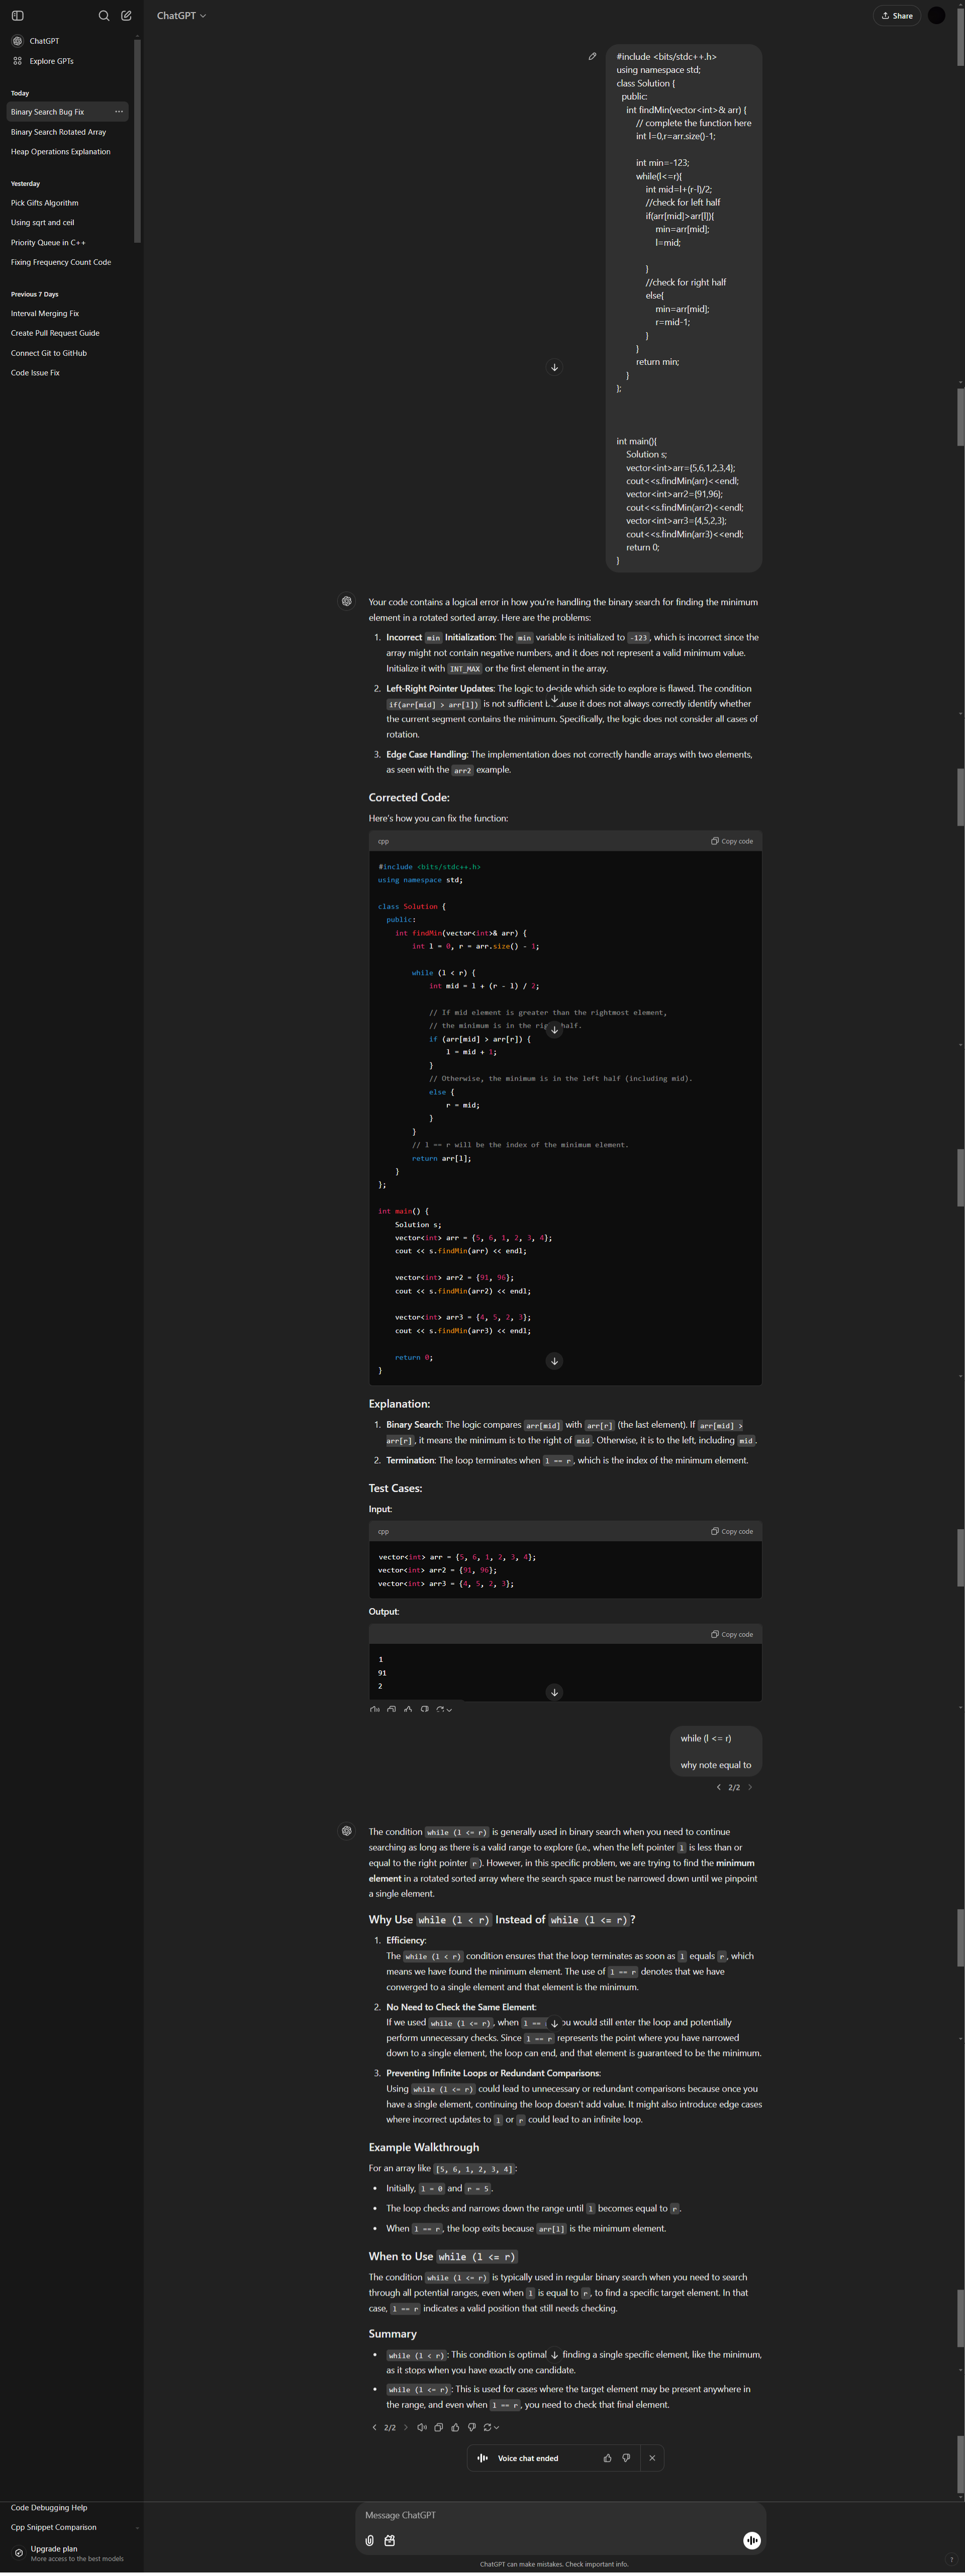 ChatGPT
Explore GPTs
Today
Binary Search Bug Fix
Binary Search Rotated Array
Heap Operations Explanation
Yesterday
Pick Gifts Algorithm
Using sqrt and ceil
Priority Queue in C++
Fixing Frequency Count Code
Previous 7 Days
Interval Merging Fix
Create Pull Request Guide
Connect Git to GitHub
Code Issue Fix
Code Debugging Help
Cpp Snippet Comparison
Upgrade plan
More access to the best models
ChatGPT
Share
#include <bits/stdc++.h>
using namespace std;
class Solution {
public:
int findMin(vector<int>& arr) {
// complete the function here
int l=0,r=arr.size()-1;
int min=-123;
while(l<=r){
int mid=l+(r-l)/2;
//check for left half
if(arr[mid]>arr[l]){
min=arr[mid];
l=mid;
}
//check for right half
else{
min=arr[mid];
r=mid-1;
}
}
return min;
}
};
int main(){
Solution s;
vector<int>arr={5,6,1,2,3,4};
cout<<s.findMin(arr)<<endl;
vector<int>arr2={91,96};
cout<<s.findMin(arr2)<<endl;
vector<int>arr3={4,5,2,3};
cout<<s.findMin(arr3)<<endl;
return 0;
}
Your code contains a logical error in how you're handling the binary search for finding the minimum
element in a rotated sorted array. Here are the problems:
1. Incorrect min Initialization: The min variable is initialized to -123, which is incorrect since the
array might not contain negative numbers, and it does not represent a valid minimum value.
Initialize it with INT_MAX or the first element in the array.
2. Left-Right Pointer Updates: The logic to decide which side to explore is flawed. The condition
if(arr[mid] > arr[l]) is not sufficient because it does not always correctly identify whether
the current segment contains the minimum. Specifically, the logic does not consider all cases of
rotation.
3. Edge Case Handling: The implementation does not correctly handle arrays with two elements,
as seen with the arr2 example.
Corrected Code:
Here's how you can fix the function:
cpp
Copy code
#include <bits/stdc++.h>
using namespace std;
class Solution {
public:
int findMin(vector<int>& arr) {
int l = 0, r = arr.size() - 1;
while (l < r) {
int mid = l + (r - l) / 2;
// If mid element is greater than the rightmost element,
// the minimum is in the right half.
if (arr[mid] > arr[r]) {
l = mid + 1;
}
// Otherwise, the minimum is in the left half (including mid).
else {
r = mid;
}
}
// l == r will be the index of the minimum element.
return arr[l];
}
};
int main() {
Solution s;
vector<int> arr = {5, 6, 1, 2, 3, 4};
cout << s.findMin(arr) << endl;
vector<int> arr2 = {91, 96};
cout << s.findMin(arr2) << endl;
vector<int> arr3 = {4, 5, 2, 3};
cout << s.findMin(arr3) << endl;
return 0;
}
Explanation:
1. Binary Search: The logic compares arr[mid] with arr[r] (the last element). If arr[mid] >
arr[r], it means the minimum is to the right of mid. Otherwise, it is to the left, including mid.
2. Termination: The loop terminates when l == r, which is the index of the minimum element.
Test Cases:
Input:
cpp
Copy code
vector<int> arr = {5, 6, 1, 2, 3, 4};
vector<int> arr2 = {91, 96};
vector<int> arr3 = {4, 5, 2, 3};
Output:
Copy code
1
91
2
while (l <= r)
why note equal to
2/2
The condition while (l <= r) is generally used in binary search when you need to continue
searching as long as there is a valid range to explore (i.e., when the left pointer l is less than or
equal to the right pointer r). However, in this specific problem, we are trying to find the minimum
element in a rotated sorted array where the search space must be narrowed down until we pinpoint
a single element.
Why Use while (l < r) Instead of while (l <= r)?
1. Efficiency:
The while (l < r) condition ensures that the loop terminates as soon as l equals r, which
means we have found the minimum element. The use of l == r denotes that we have
converged to a single element and that element is the minimum.
2. No Need to Check the Same Element:
If we used while (l <= r), when l == ou would still enter the loop and potentially
perform unnecessary checks. Since l == r represents the point where you have narrowed
down to a single element, the loop can end, and that element is guaranteed to be the minimum.
3. Preventing Infinite Loops or Redundant Comparisons:
Using while (l <= r) could lead to unnecessary or redundant comparisons because once you
have a single element, continuing the loop doesn't add value. It might also introduce edge cases
where incorrect updates to l or r could lead to an infinite loop.
Example Walkthrough
For an array like [5, 6, 1, 2, 3, 4]:
• Initially, l = 0 and r = 5.
• The loop checks and narrows down the range until l becomes equal to r.
• When l == r, the loop exits because arr[l] is the minimum element.
When to Use while (l <= r)
The condition while (l <= r) is typically used in regular binary search when you need to search
through all potential ranges, even when l is equal to r, to find a specific target element. In that
case, l == r indicates a valid position that still needs checking.
Summary
• while (l < r): This condition is optimal finding a single specific element, like the minimum,
as it stops when you have exactly one candidate.
• while (l <= r): This is used for cases where the target element may be present anywhere in
the range, and even when l == r, you need to check that final element.
2/2
Voice chat ended
Message ChatGPT
ChatGPT can make mistakes. Check important info.
?